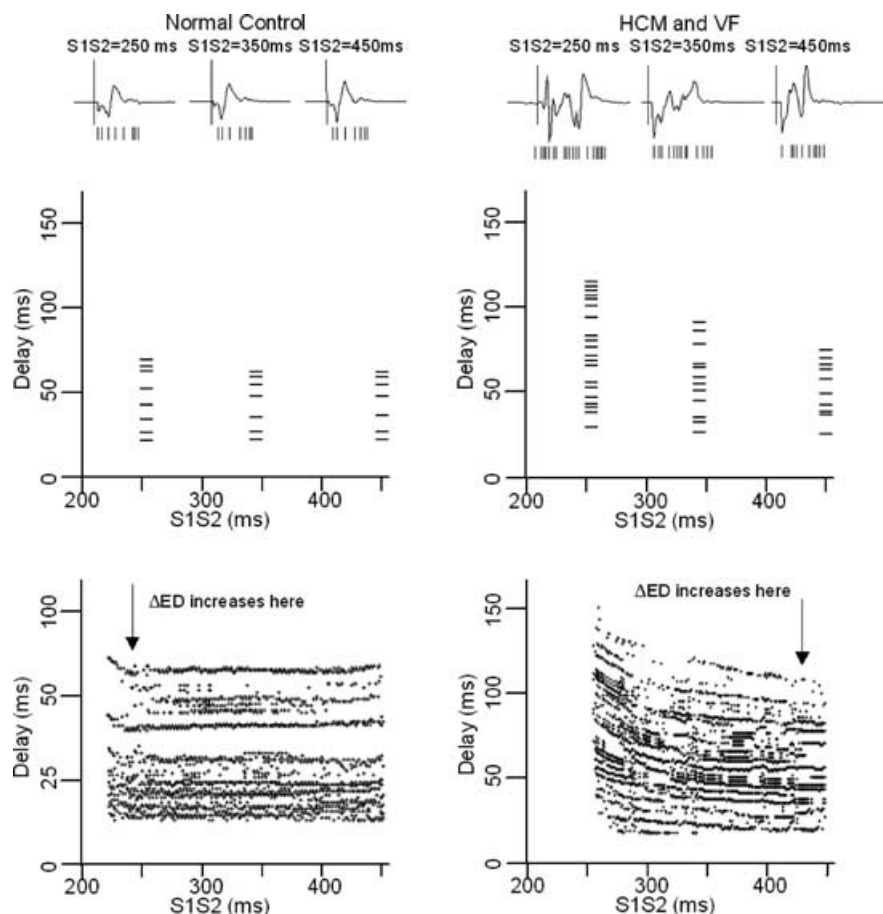 Normal Control
S1S2=250 ms S1S2=350ms S1S2=450ms
HCM and VF
S1S2=250 ms S1S2=350ms S1S2=450ms
150
100
50
0
Delay (ms)
200 300 400
S1S2 (ms)
150
100
50
0
Delay (ms)
200 300 400
S1S2 (ms)
ΔED increases here
100
50
25
0
Delay (ms)
200 300 400
S1S2 (ms)
ΔED increases here
150
100
50
0
Delay (ms)
200 300 400
S1S2 (ms)